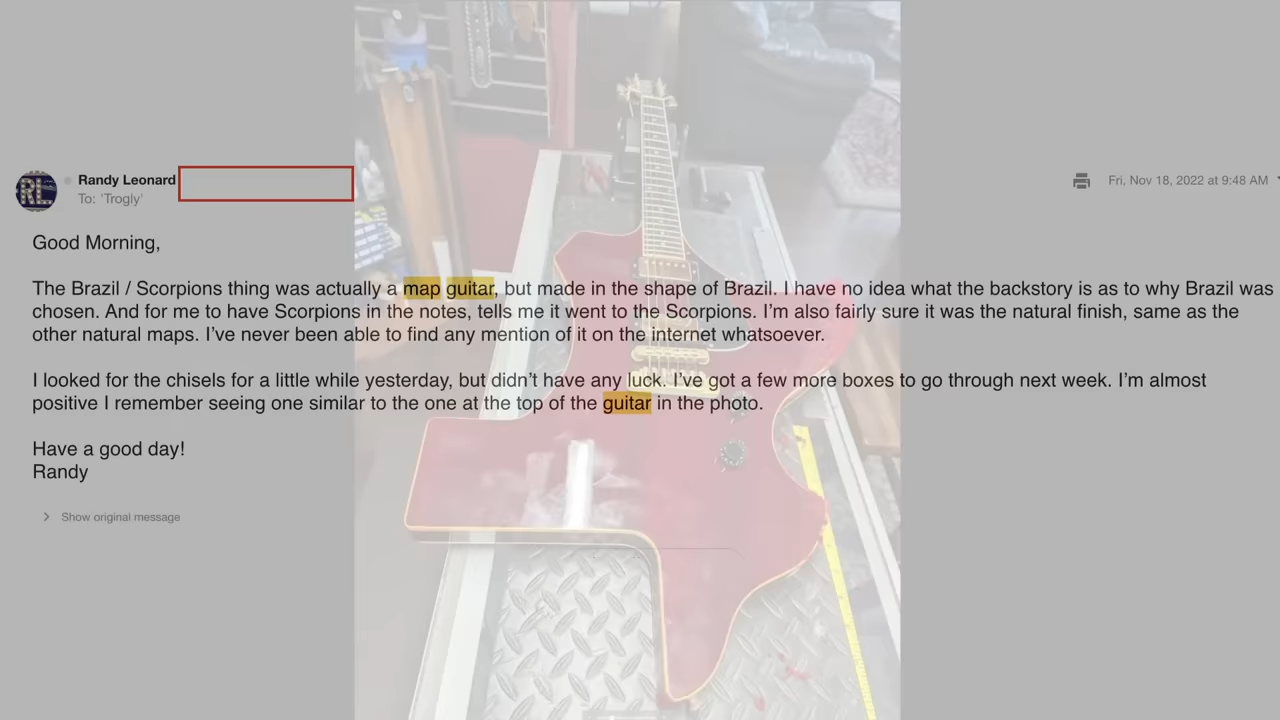 RL
Randy Leonard
Fri, Nov 18, 2022 at 9:48 AM
To: 'Trogly'
Good Morning,
The Brazil / Scorpions thing was actually a map guitar, but made in the shape of Brazil. I have no idea what the backstory is as to why Brazil was
chosen. And for me to have Scorpions in the notes, tells me it went to the Scorpions. I'm also fairly sure it was the natural finish, same as the
other natural maps. I've never been able to find any mention of it on the internet whatsoever.
I looked for the chisels for a little while yesterday, but didn't have any luck. I've got a few more boxes to go through next week. I'm almost
positive I remember seeing one similar to the one at the top of the guitar in the photo.
Have a good day!
Randy
Show original message